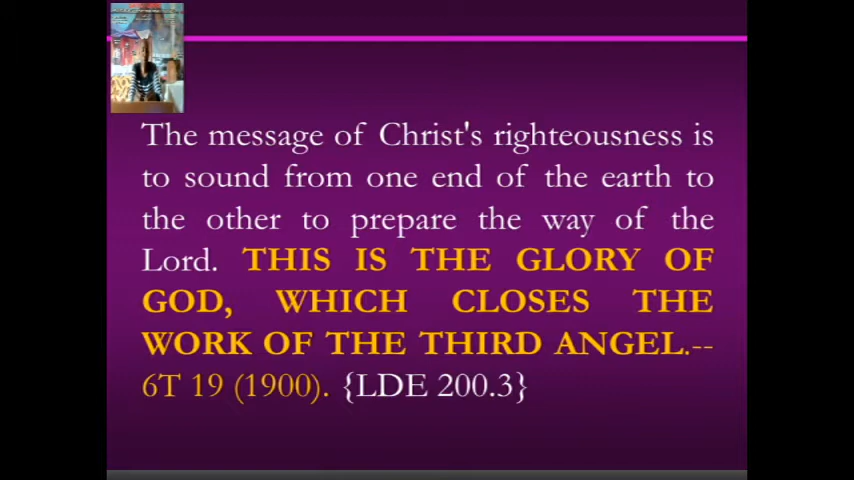 The message of Christ's righteousness is
to sound from one end of the earth to
the other to prepare the way of the
Lord. THIS IS THE GLORY OF
GOD, WHICH CLOSES THE
WORK OF THE THIRD ANGEL.--
6T 19 (1900). {LDE 200.3}